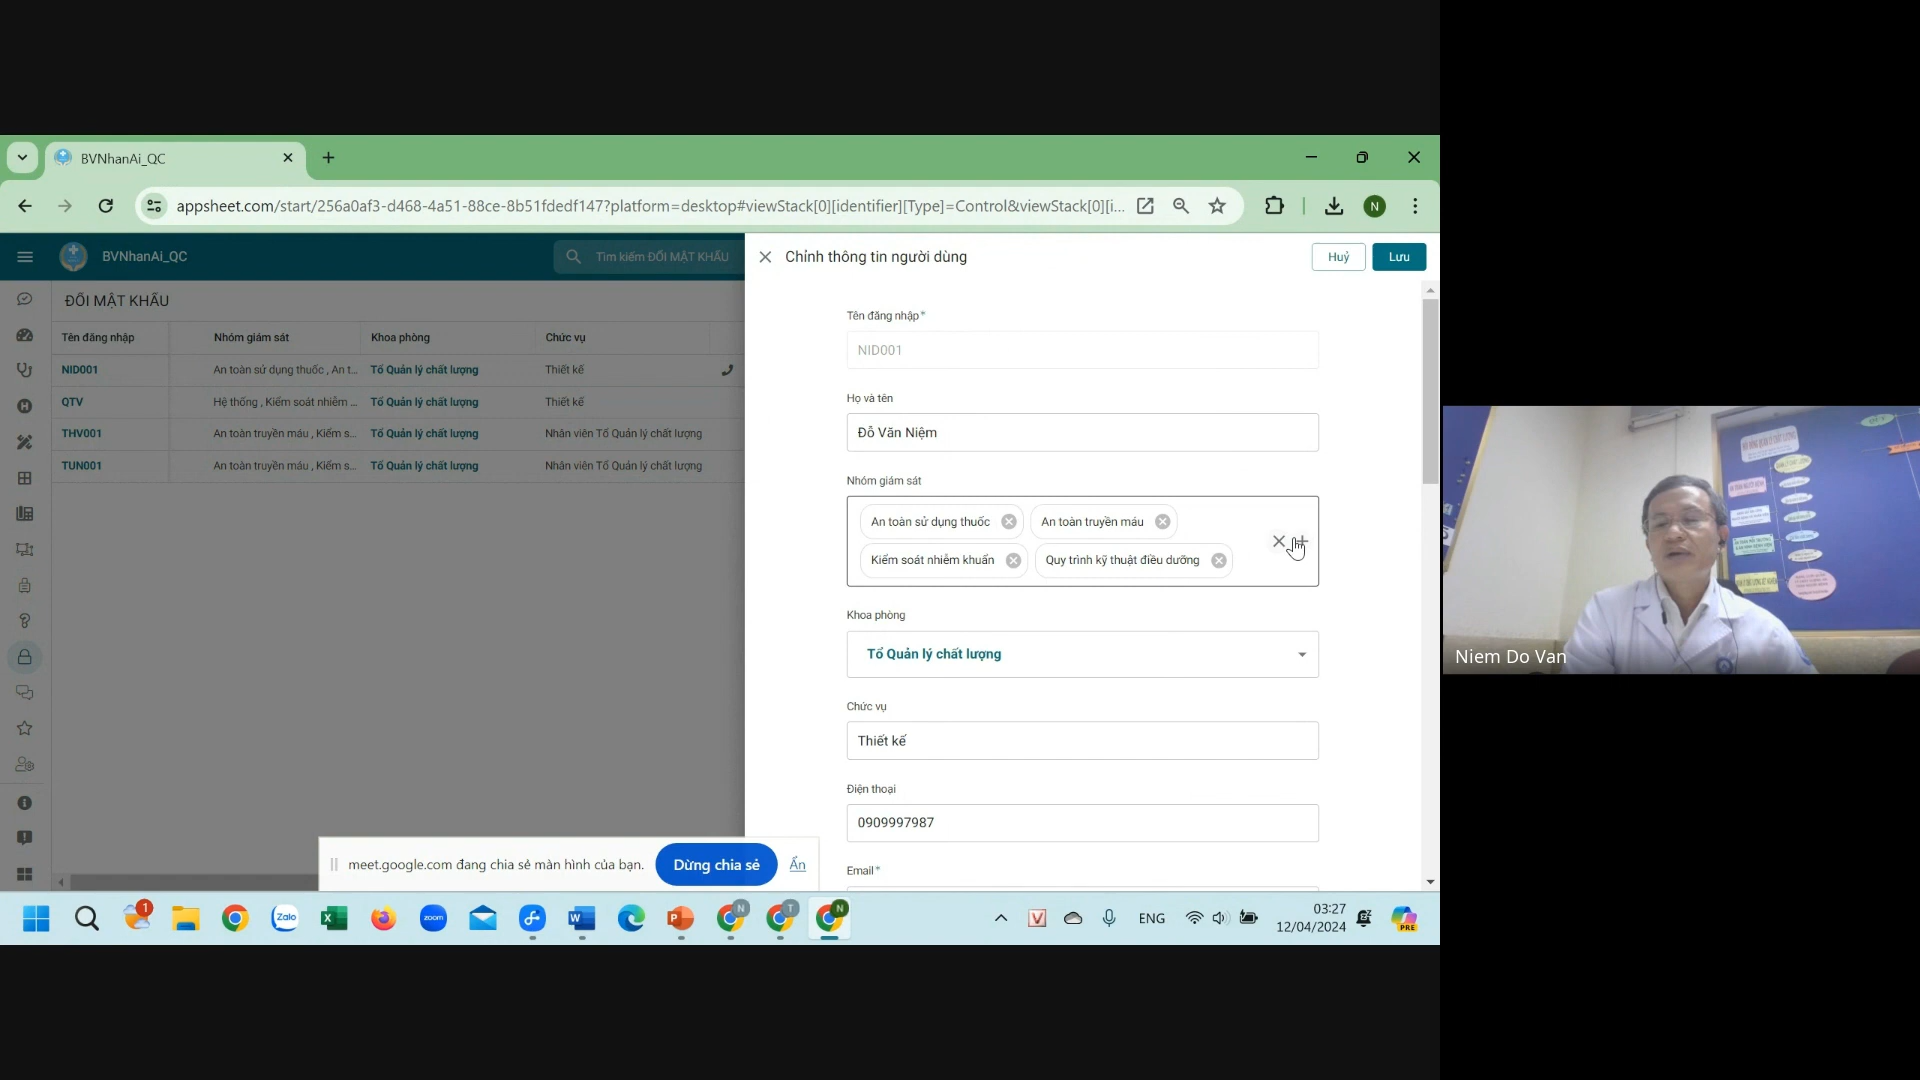 BVNhanAi_QC
appsheet.com/start/256a0af3-d468-4a51-88ce-8b51fdedf147?platform=desktop#viewStack[0][identifier][Type]=Control&viewStack[0][i...
N
BVNhanAi_QC
Tìm kiếm ĐỔI MẬT KHẨU
ĐỔI MẬT KHẨU
Tên đăng nhập Nhóm giám sát Khoa phòng Chức vụ
NID001 An toàn sử dụng thuốc , An t... Tổ Quản lý chất lượng Thiết kế
QTV Hệ thống , Kiểm soát nhiễm ... Tổ Quản lý chất lượng Thiết kế
THV001 An toàn truyền máu , Kiểm s... Tổ Quản lý chất lượng Nhân viên Tổ Quản lý chất lượng
TUN001 An toàn truyền máu , Kiểm s... Tổ Quản lý chất lượng Nhân viên Tổ Quản lý chất lượng
Chỉnh thông tin người dùng
Huỷ
Lưu
Tên đăng nhập*
NID001
Họ và tên
Đỗ Văn Niệm
Nhóm giám sát
An toàn sử dụng thuốc An toàn truyền máu
Kiểm soát nhiễm khuẩn Quy trình kỹ thuật điều dưỡng
Khoa phòng
Tổ Quản lý chất lượng
Chức vụ
Thiết kế
Điện thoại
0909997987
Email*
meet.google.com đang chia sẻ màn hình của bạn.
Dừng chia sẻ
Ẩn
1
Zalo
zoom
N
T
N
ENG
03:27
12/04/2024
PRE
Niem Do Van